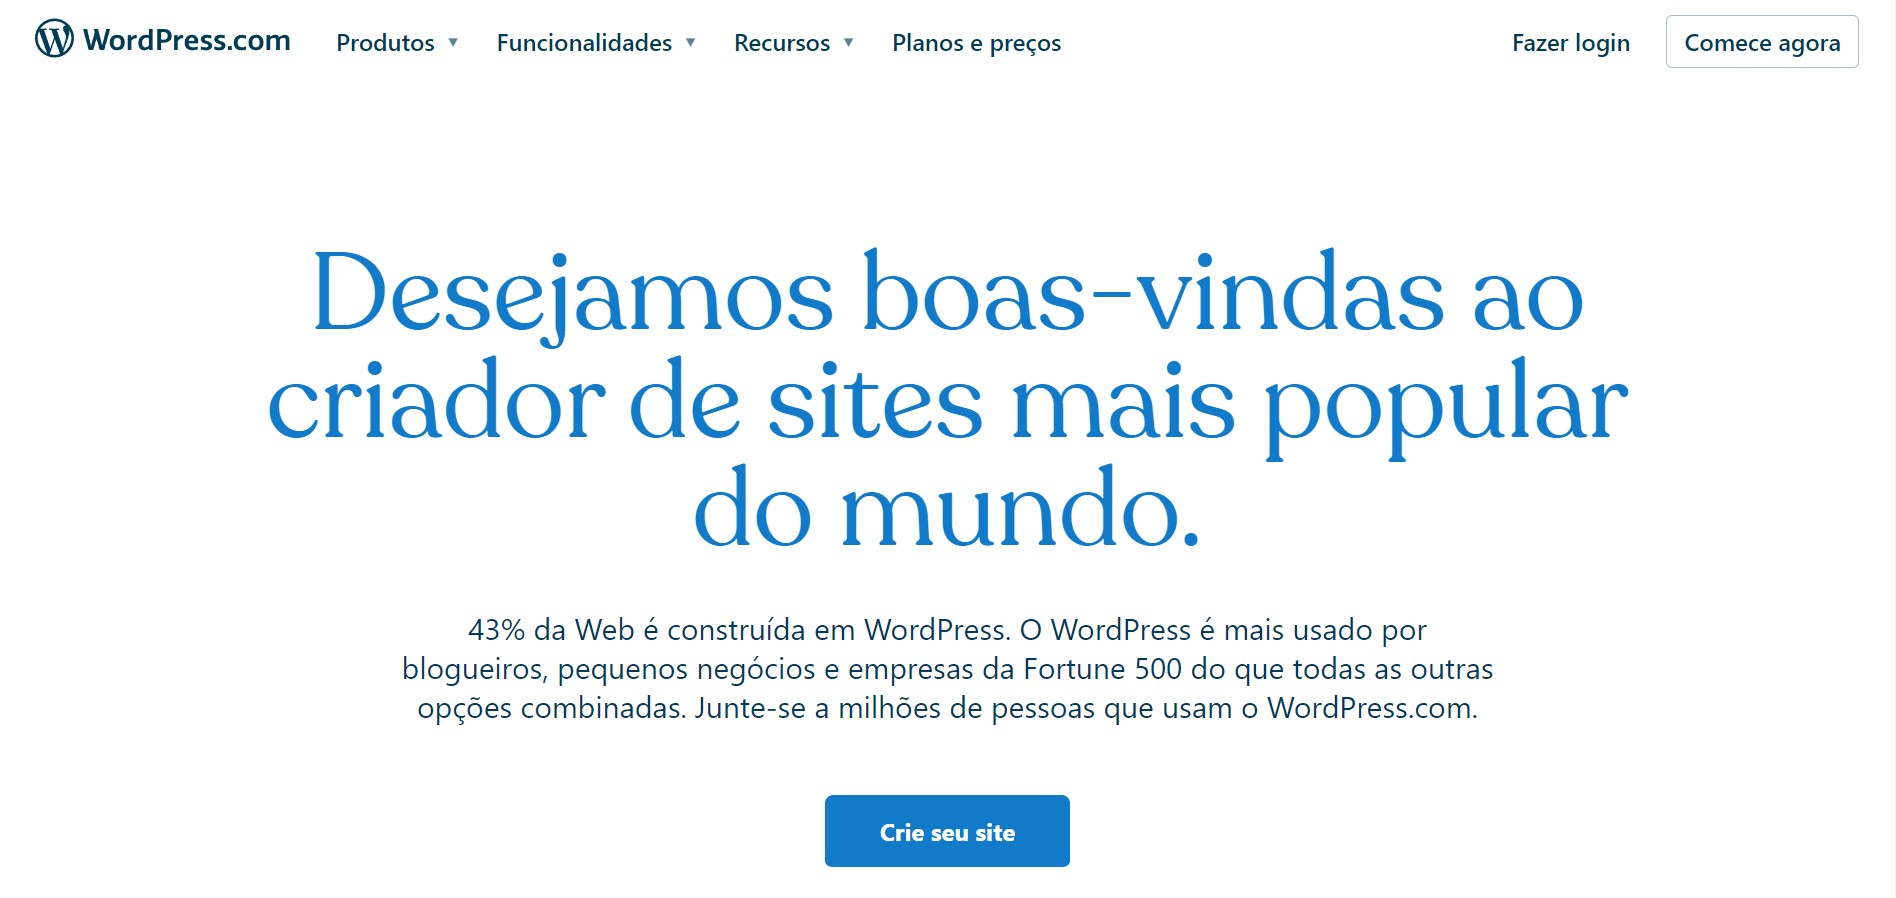 WordPress.com Produtos Funcionalidades Recursos Planos e preços Fazer login Comece agora
Desejamos boas-vindas ao
criador de sites mais popular
do mundo.
43% da Web é construída em WordPress. O WordPress é mais usado por
blogueiros, pequenos negócios e empresas da Fortune 500 do que todas as outras
opções combinadas. Junte-se a milhões de pessoas que usam o WordPress.com.
Crie seu site